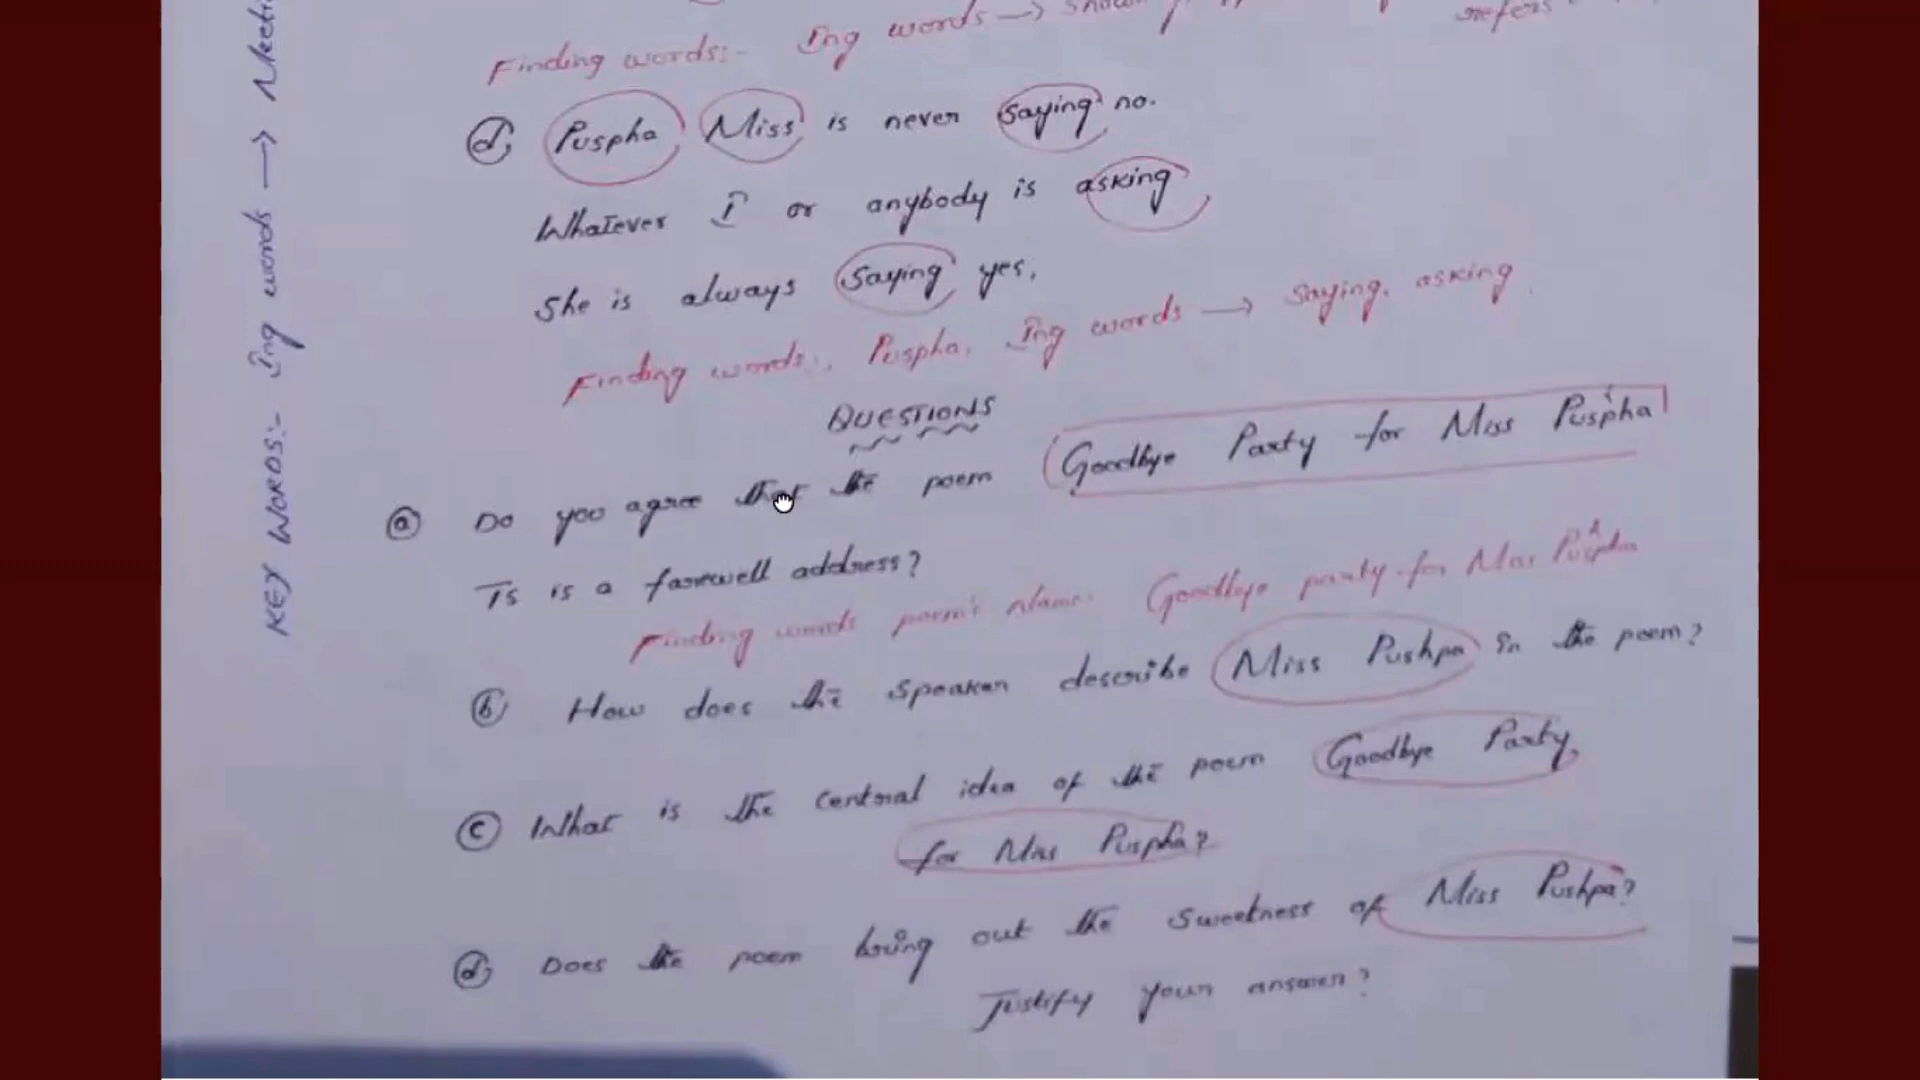 Finding words:- Ing words → show
refers
d) Puspha Miss is never saying no.
Whatever I or anybody is asking
She is always saying yes.
Finding words:, Puspha, Ing words → saying, asking.
QUESTIONS
a) Do you agree that the poem Goodbye Party for Miss Puspha
Ts is a farewell address?
Finding words poem's name. Goodbye party for Miss Puspha
b) How does the speaker describe Miss Pushpa in the poem?
c) What is the central idea of the poem Goodbye Party
for Miss Puspha?
d) Does the poem bring out the sweetness of Miss Pushpa?
Justify your answer?
KEY WORDS:- Ing words → Meeti